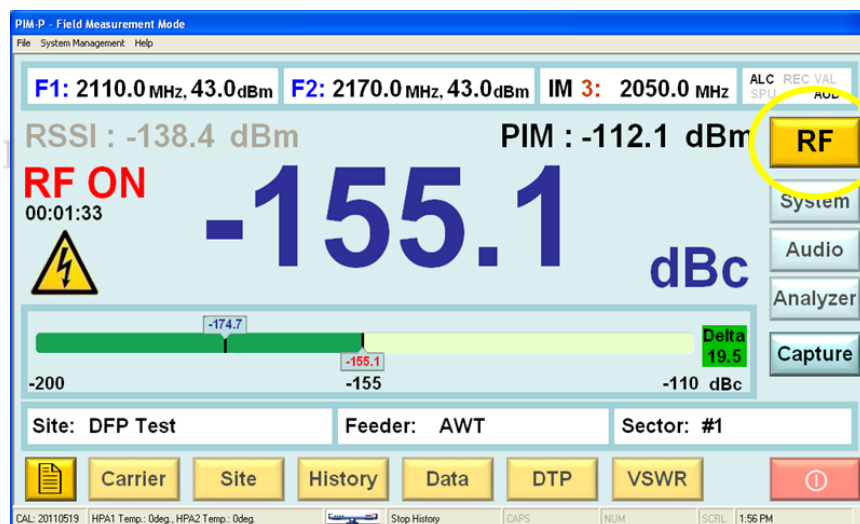 PIM-P - Field Measurement Mode
File System Management Help
F1: 2110.0 MHz, 43.0dBm F2: 2170.0 MHz, 43.0dBm IM 3: 2050.0 MHz ALC REC VAL
SPU AUD
RSSI : -138.4 dBm PIM : -112.1 dBm RF
RF ON
00:01:33
-155.1 dBc
System
Audio
Analyzer
-174.7
Delta
-155.1 19.5
Capture
-200 -155 -110 dBc
Site: DFP Test Feeder: AWT Sector: #1
Carrier Site History Data DTP VSWR
CAL: 20110519 HPA1 Temp.: 0deg., HPA2 Temp.: 0deg. Stop History CAPS NUM SCRL 1:56 PM